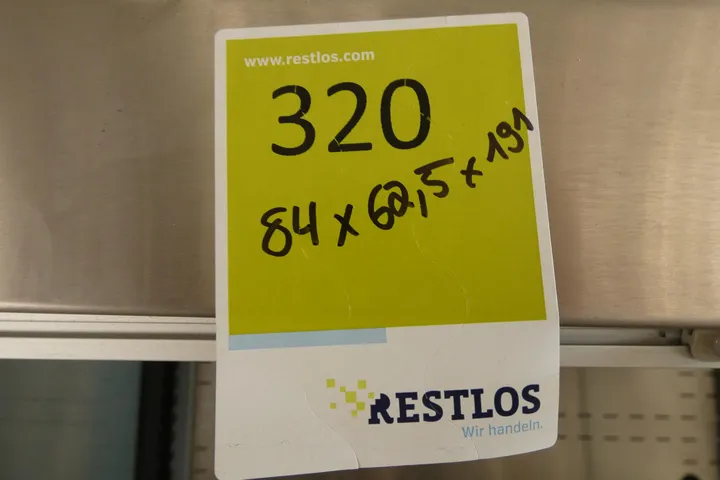 www.restlos.com
320
84 x 62,5 x 191
RESTLOS
Wir handeln.